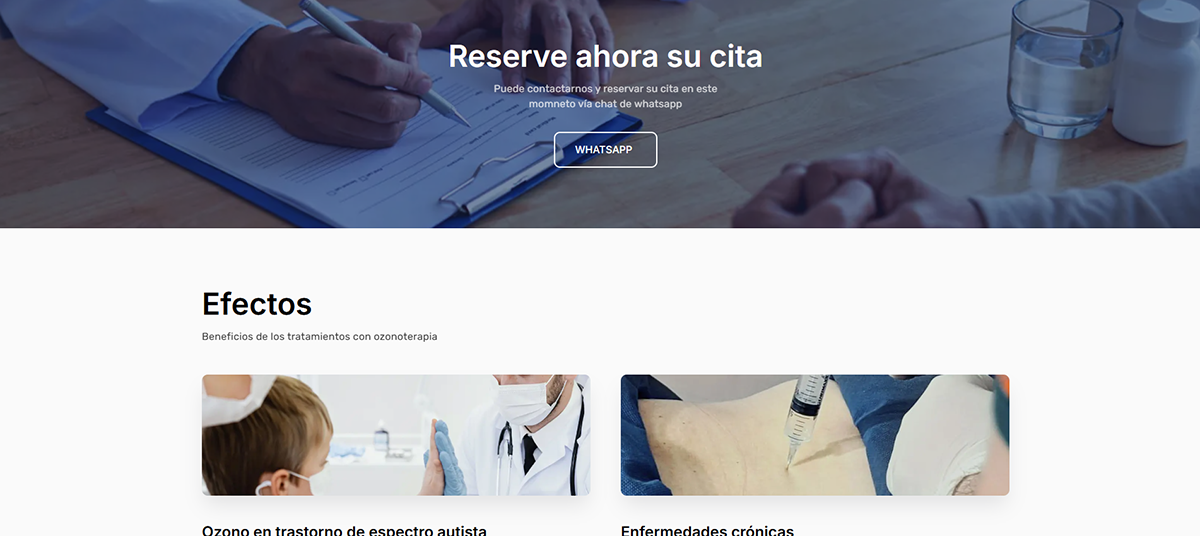 Reserve ahora su cita
Puede contactarnos y reservar su cita en este
momneto vía chat de whatsapp
WHATSAPP
Efectos
Beneficios de los tratamientos con ozonoterapia
Ozono en trastorno de espectro autista
Enfermedades crónicas